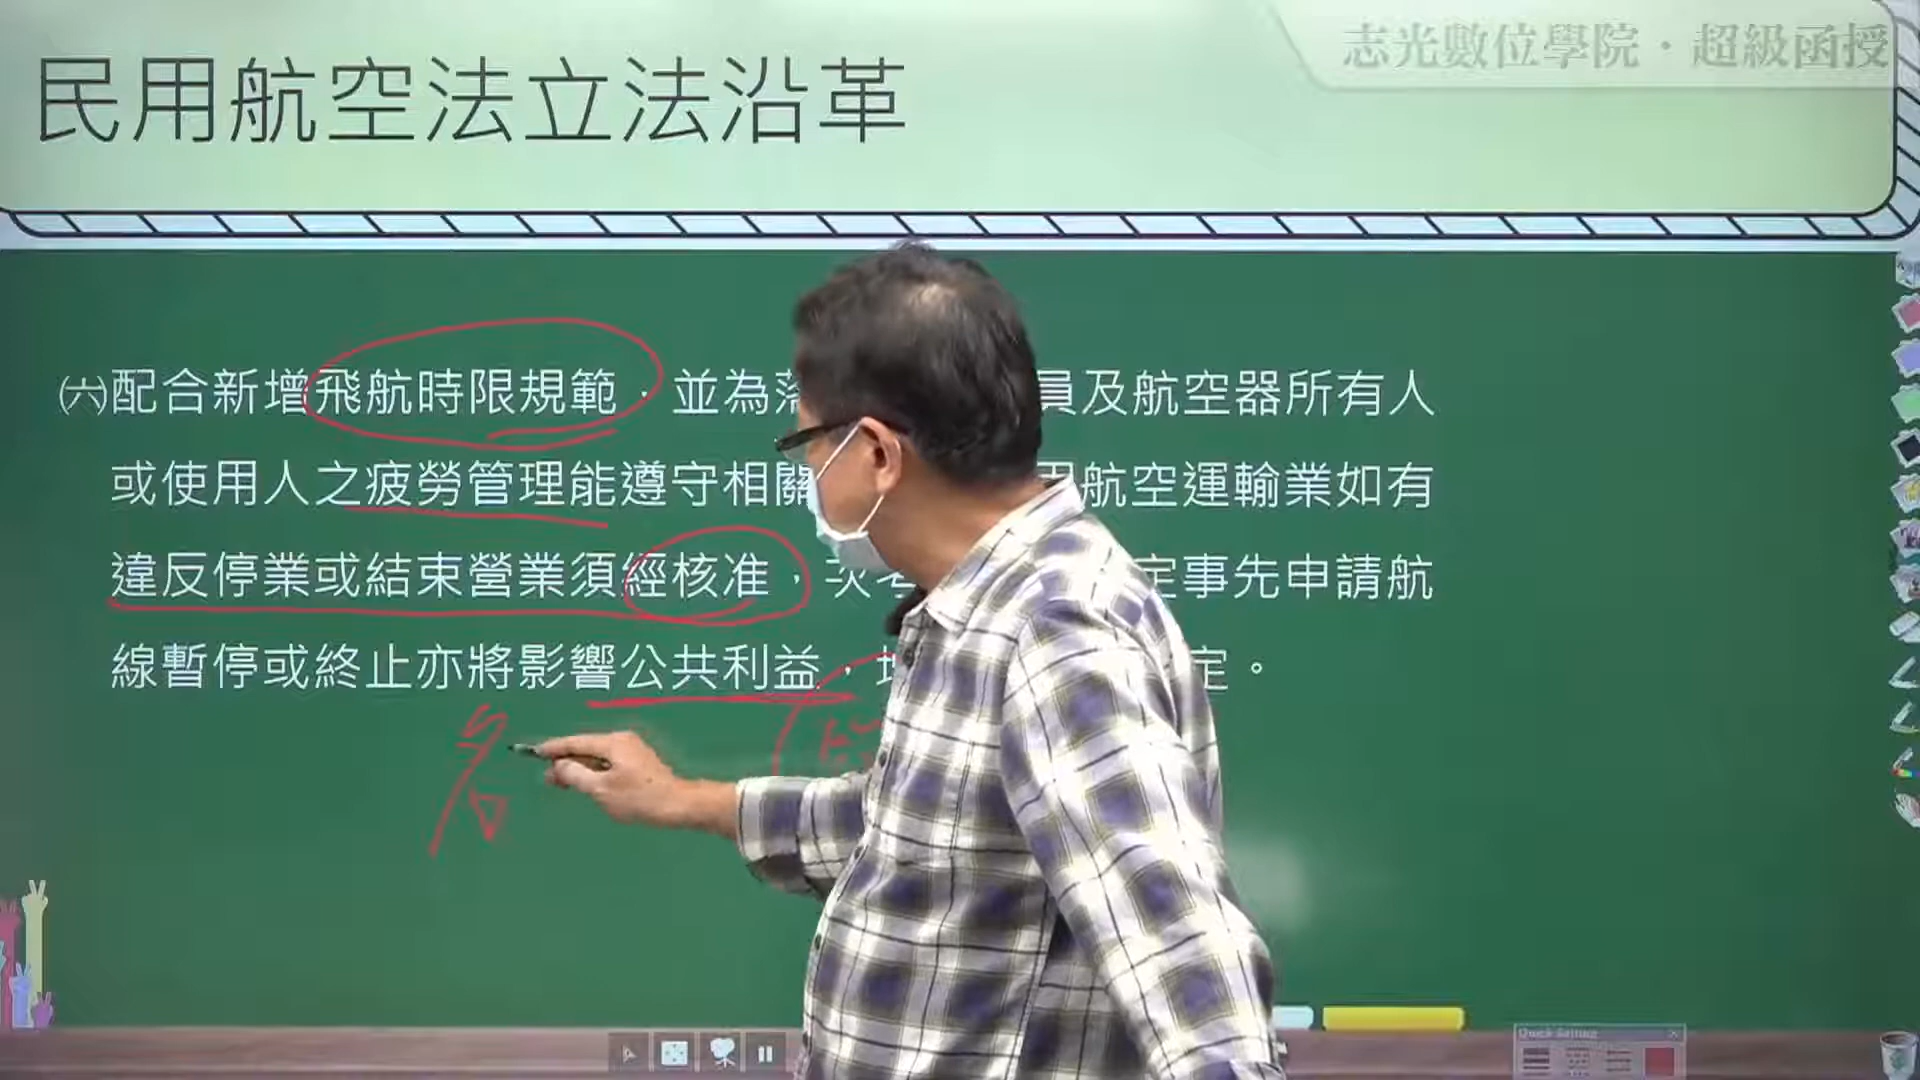 志光數位學院．超級函授
民用航空法立法沿革
㈥配合新增飛航時限規範，並為落 員及航空器所有人
或使用人之疲勞管理能遵守相關 用航空運輸業如有
違反停業或結束營業須經核准，次考 定事先申請航
線暫停或終止亦將影響公共利益， 定。
Quick Setting